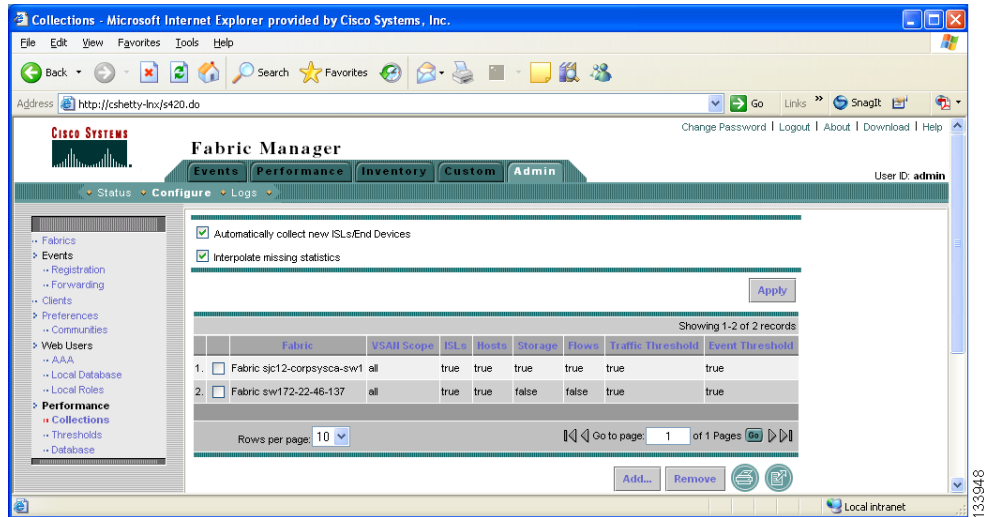 Collections - Microsoft Internet Explorer provided by Cisco Systems, Inc.
File Edit View Favorites Tools Help
Back Search Favorites
Address http://cshetty-lnx/s420.do Go Links » SnagIt
Change Password | Logout | About | Download | Help
CISCO SYSTEMS
Fabric Manager
Events Performance Inventory Custom Admin
User ID: admin
Status Configure Logs
Fabrics
Events
Registration
Forwarding
Clients
Preferences
Communities
Web Users
AAA
Local Database
Local Roles
Performance
Collections
Thresholds
Database
Automatically collect new ISLs/End Devices
Interpolate missing statistics
Apply
Showing 1-2 of 2 records
Fabric VSAN Scope ISLs Hosts Storage Flows Traffic Threshold Event Threshold
1. Fabric sjc12-corpsysca-sw1 all true true true true true true
2. Fabric sw172-22-46-137 all true true false false true true
Rows per page: 10 Go to page: 1 of 1 Pages Go
Add... Remove
Local intranet
133948